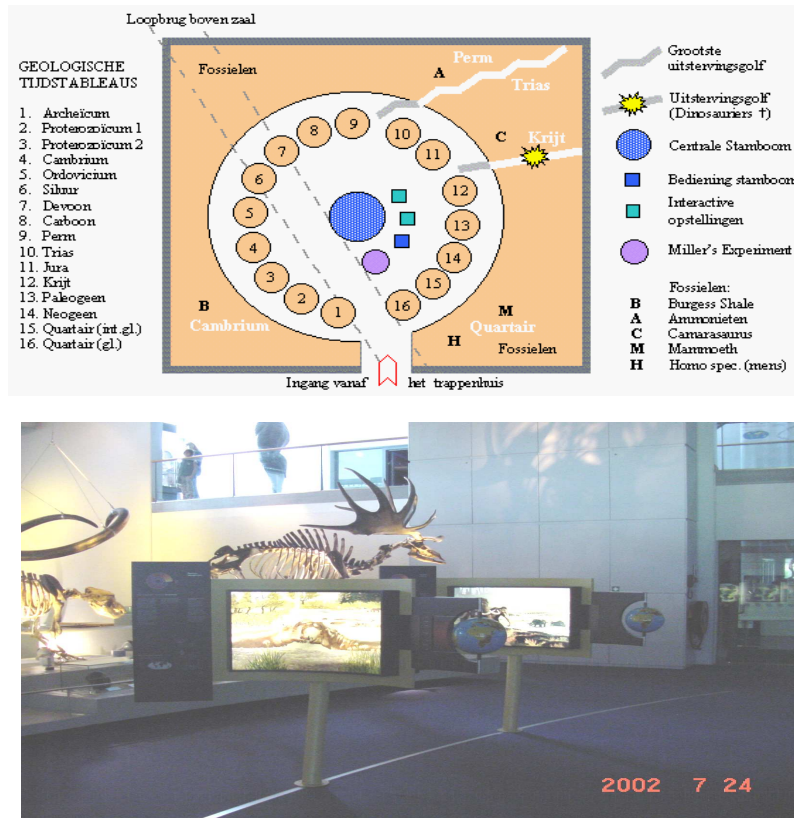 Loopbrug boven zaal
GEOLOGISCHE
TIJDSTABLEAUS
1. Archeïcum
2. Proterozoïcum 1
3. Proterozoïcum 2
4. Cambrium
5. Ordovicium
6. Siluur
7. Devoon
8. Carboon
9. Perm
10. Trias
11. Jura
12. Krijt
13. Paleogeen
14. Neogeen
15. Quartair (int.gl.)
16. Quartair (gl.)
Fossielen
A
Perm
Trias
C
Krijt
1
2
3
4
5
6
7
8
9
10
11
12
13
14
15
16
B
Cambrium
M
Quartair
H
Fossielen
Ingang vanaf het trappenhuis
Grootste
uitstervingsgolf
Uitstervingsgolf
(Dinosauriers †)
Centrale Stamboom
Bediening stamboom
Interactive
opstellingen
Miller's Experiment
Fossielen:
B Burgess Shale
A Ammonieten
C Camarasaurus
M Mammoeth
H Homo spec. (mens)
2002 7 24